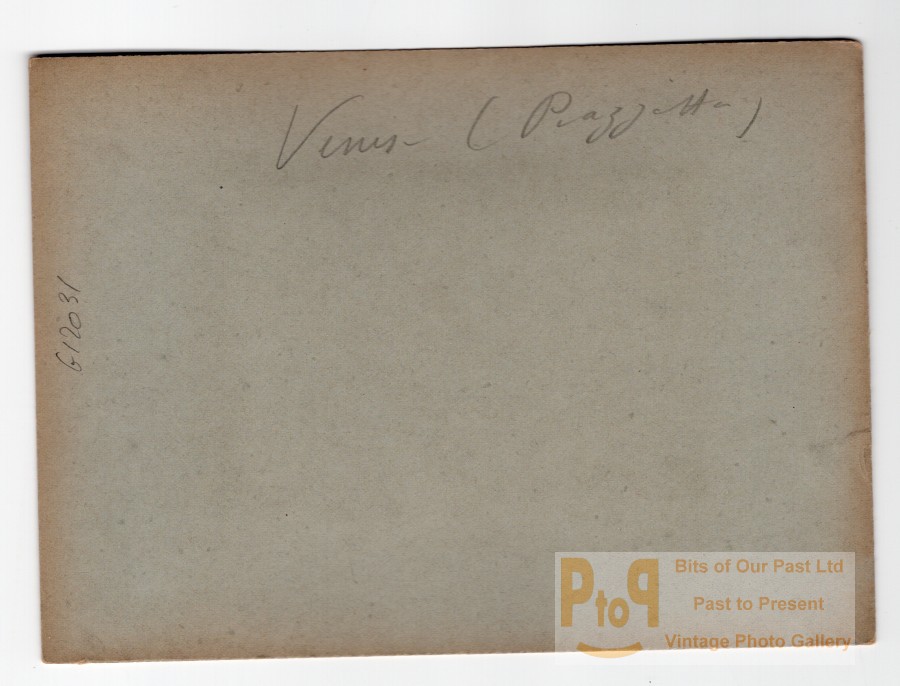 Venise (Piazzetta)
G12031
PtoP
Bits of Our Past Ltd
Past to Present
Vintage Photo Gallery